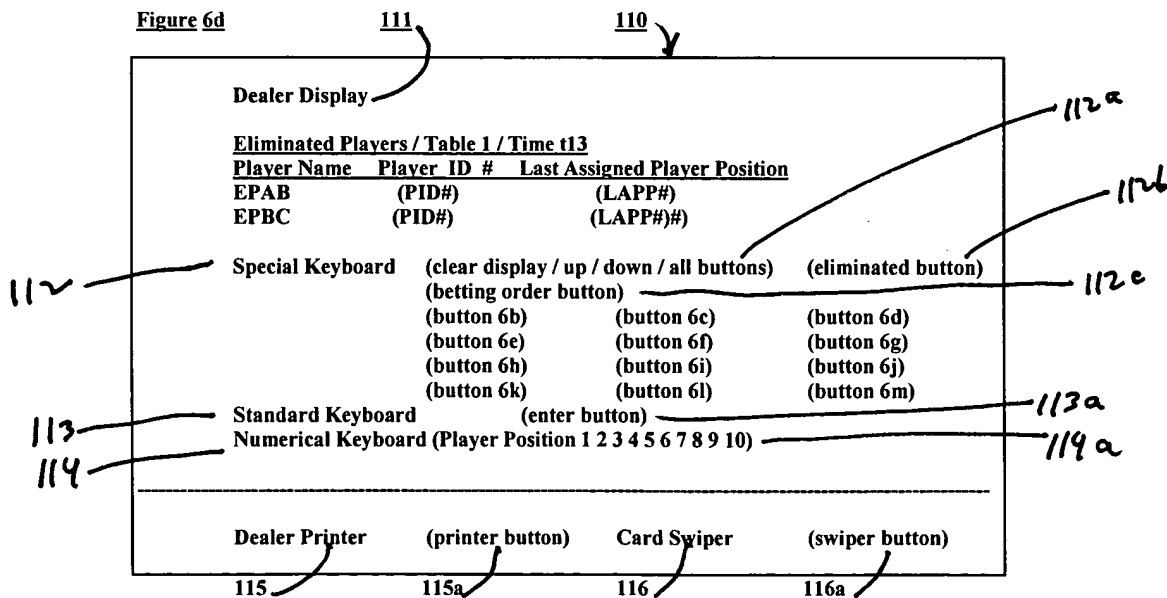 Figure 6d 111 110
Dealer Display
112a
Eliminated Players / Table 1 / Time t13
Player Name Player ID # Last Assigned Player Position
EPAB (PID#) (LAPP#)
EPBC (PID#) (LAPP#)#)
112b
112 Special Keyboard (clear display / up / down / all buttons) (eliminated button)
(betting order button) 112c
(button 6b) (button 6c) (button 6d)
(button 6e) (button 6f) (button 6g)
(button 6h) (button 6i) (button 6j)
(button 6k) (button 6l) (button 6m)
113 Standard Keyboard (enter button) 113a
114 Numerical Keyboard (Player Position 1 2 3 4 5 6 7 8 9 10) 114a
Dealer Printer (printer button) Card Swiper (swiper button)
115 115a 116 116a